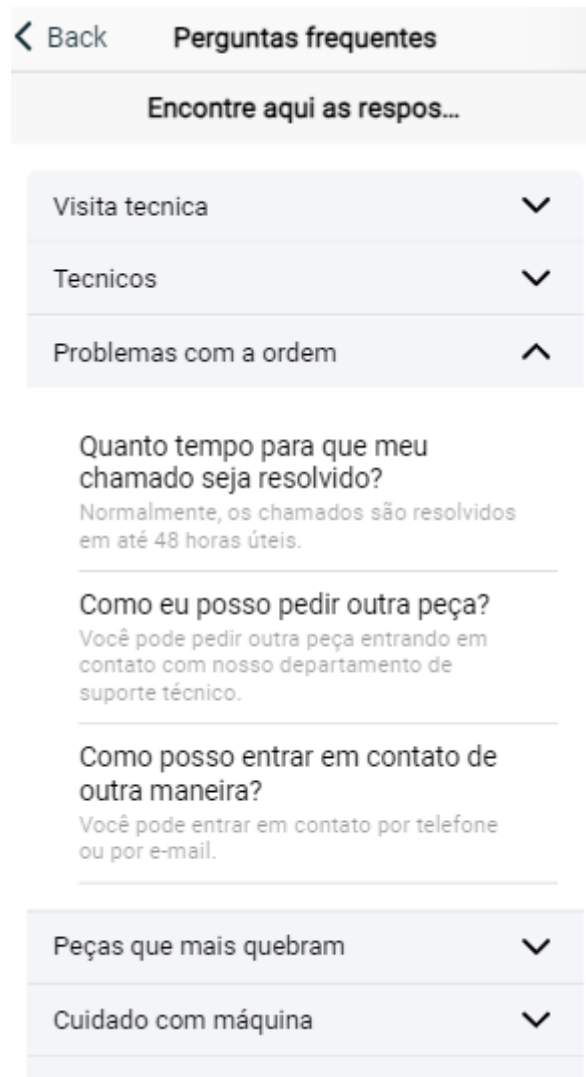 Back Perguntas frequentes
Encontre aqui as respos...
Visita tecnica
Tecnicos
Problemas com a ordem
Quanto tempo para que meu
chamado seja resolvido?
Normalmente, os chamados são resolvidos
em até 48 horas úteis.
Como eu posso pedir outra peça?
Você pode pedir outra peça entrando em
contato com nosso departamento de
suporte técnico.
Como posso entrar em contato de
outra maneira?
Você pode entrar em contato por telefone
ou por e-mail.
Peças que mais quebram
Cuidado com máquina